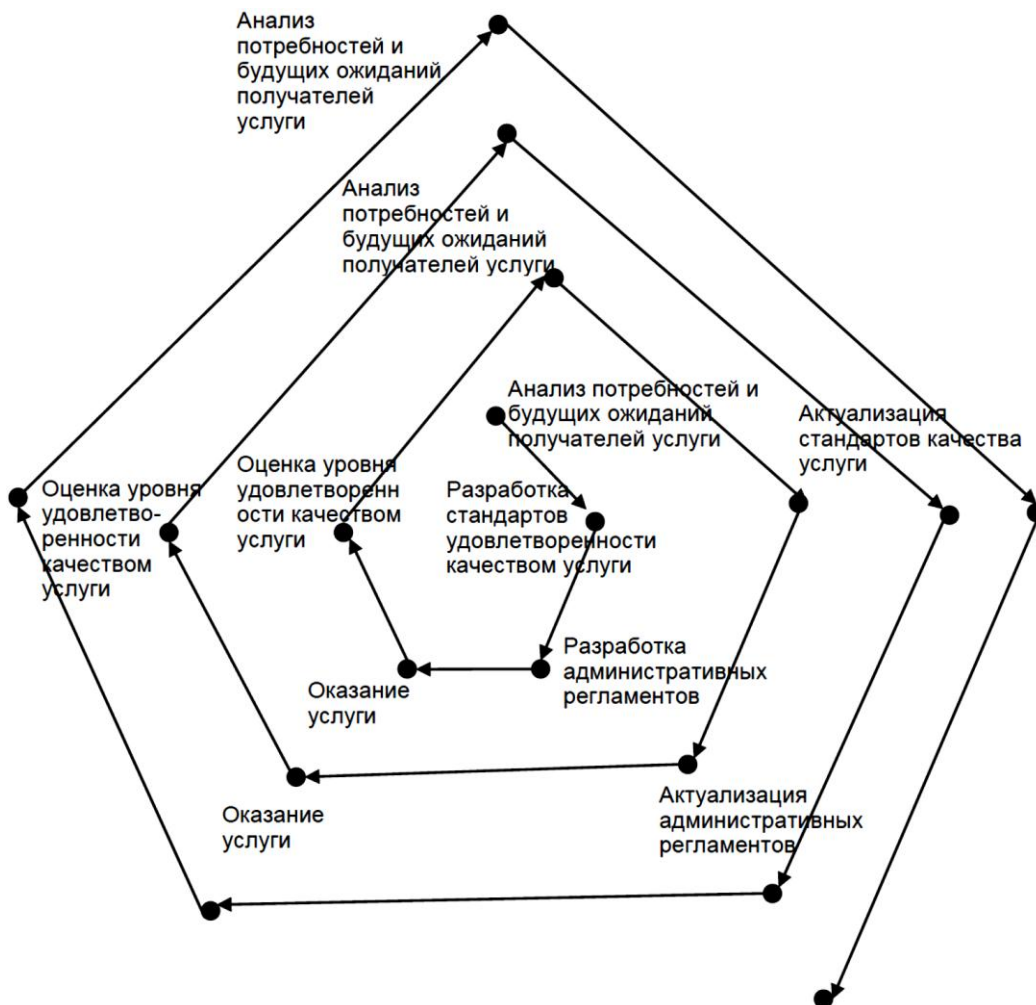 Анализ
потребностей и
будущих ожиданий
получателей
услуги
Анализ
потребностей и
будущих ожиданий
получателей услуги
Анализ потребностей и
будущих ожиданий
получателей услуги
Актуализация
стандартов качества
услуги
Оценка уровня
удовлетворенн
ости качеством
услуги
Разработка
стандартов
удовлетворенности
качеством услуги
Оценка уровня
удовлетво-
ренности
качеством
услуги
Разработка
административных
регламентов
Оказание
услуги
Актуализация
административных
регламентов
Оказание
услуги